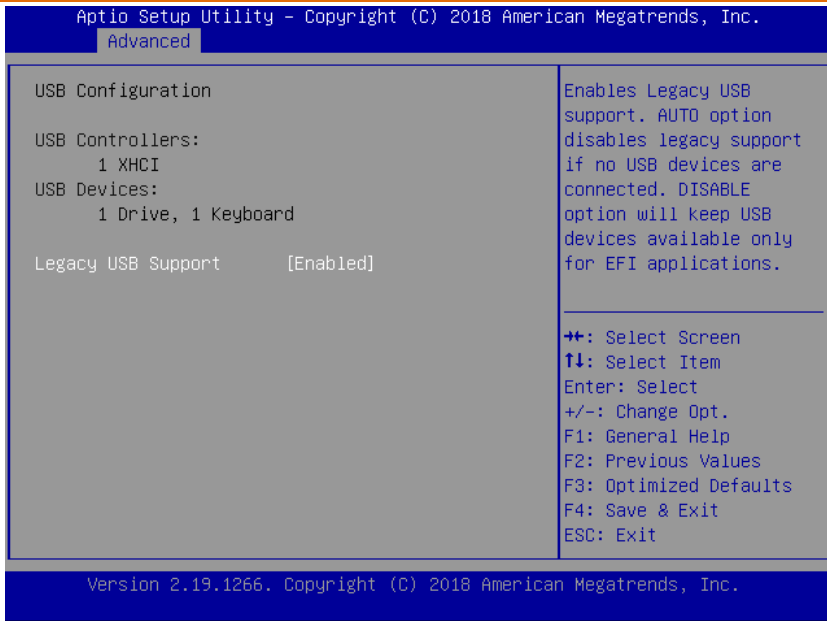 Aptio Setup Utility – Copyright (C) 2018 American Megatrends, Inc.
Advanced
USB Configuration
USB Controllers:
1 XHCI
USB Devices:
1 Drive, 1 Keyboard
Legacy USB Support [Enabled]
Enables Legacy USB
support. AUTO option
disables legacy support
if no USB devices are
connected. DISABLE
option will keep USB
devices available only
for EFI applications.
→←: Select Screen
↑↓: Select Item
Enter: Select
+/-: Change Opt.
F1: General Help
F2: Previous Values
F3: Optimized Defaults
F4: Save & Exit
ESC: Exit
Version 2.19.1266. Copyright (C) 2018 American Megatrends, Inc.